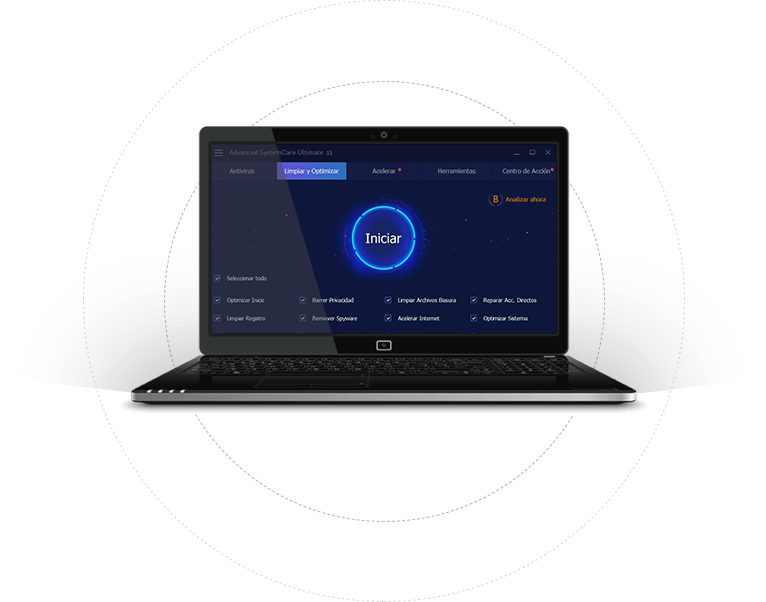 Advanced SystemCare Ultimate 11
Antivirus Limpiar y Optimizar Acelerar Herramientas Centro de Acción
B Analizar ahora
Iniciar
Seleccionar todo
Optimizar Inicio Barrer Privacidad Limpiar Archivos Basura Reparar Acc. Directos
Limpiar Registro Remover Spyware Acelerar Internet Optimizar Sistema